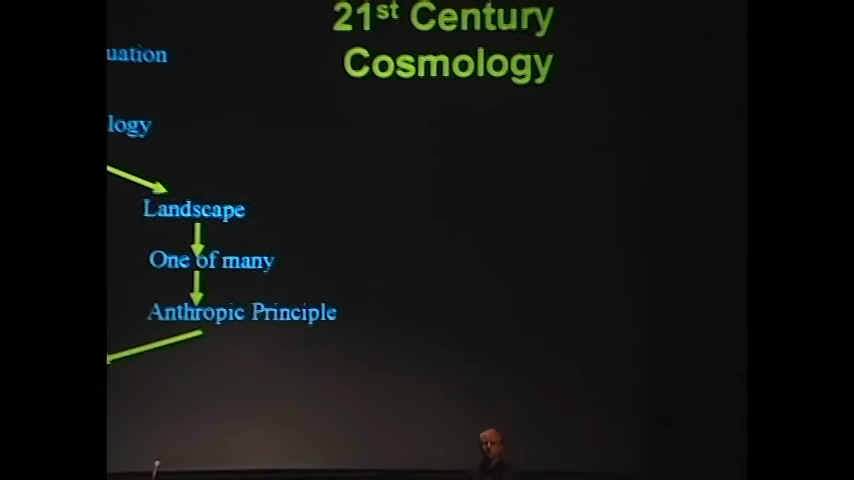 21st Century
Cosmology
uation
logy
Landscape
One of many
Anthropic Principle